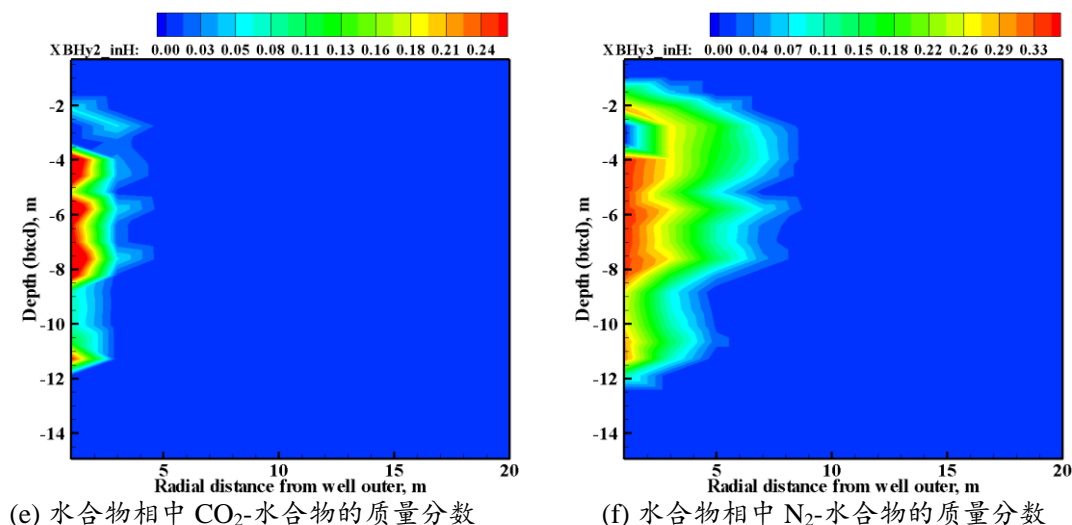 XBHy2_inH: 0.00 0.03 0.05 0.08 0.11 0.13 0.16 0.18 0.21 0.24
-2
-4
-6
-8
-10
-12
-14
Depth (btcd), m
5 10 15 20
Radial distance from well outer, m
(e) 水合物相中 CO₂-水合物的质量分数
XBHy3_inH: 0.00 0.04 0.07 0.11 0.15 0.18 0.22 0.26 0.29 0.33
-2
-4
-6
-8
-10
-12
-14
Depth (btcd), m
5 10 15 20
Radial distance from well outer, m
(f) 水合物相中 N₂-水合物的质量分数